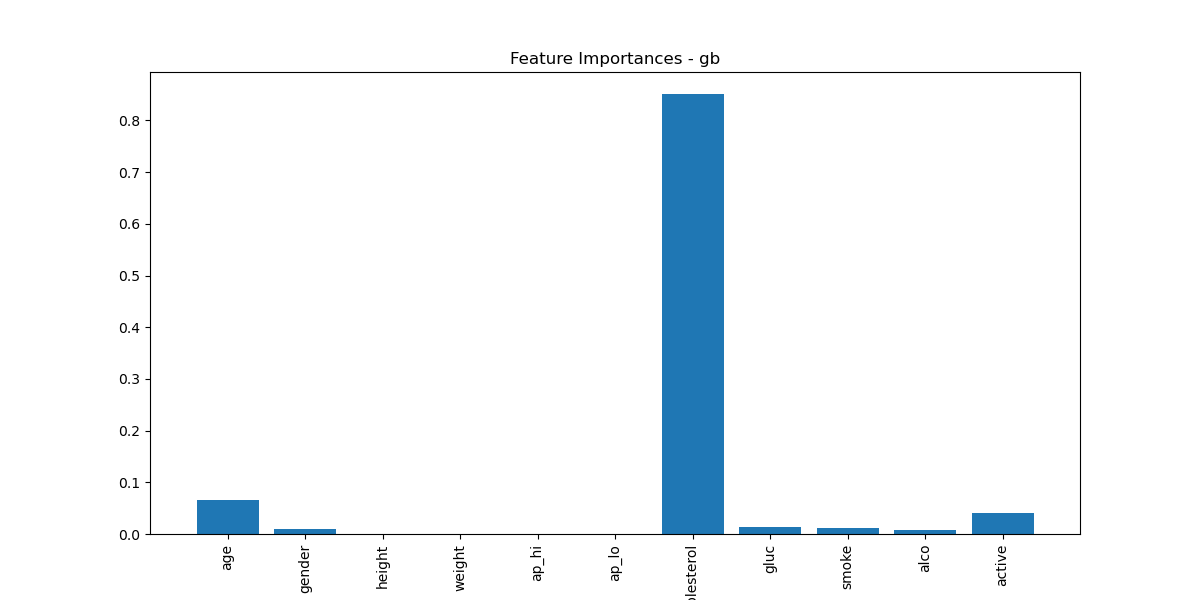 Feature Importances - gb
0.8
0.7
0.6
0.5
0.4
0.3
0.2
0.1
0.0
age
gender
height
weight
ap_hi
ap_lo
olesterol
gluc
smoke
alco
active